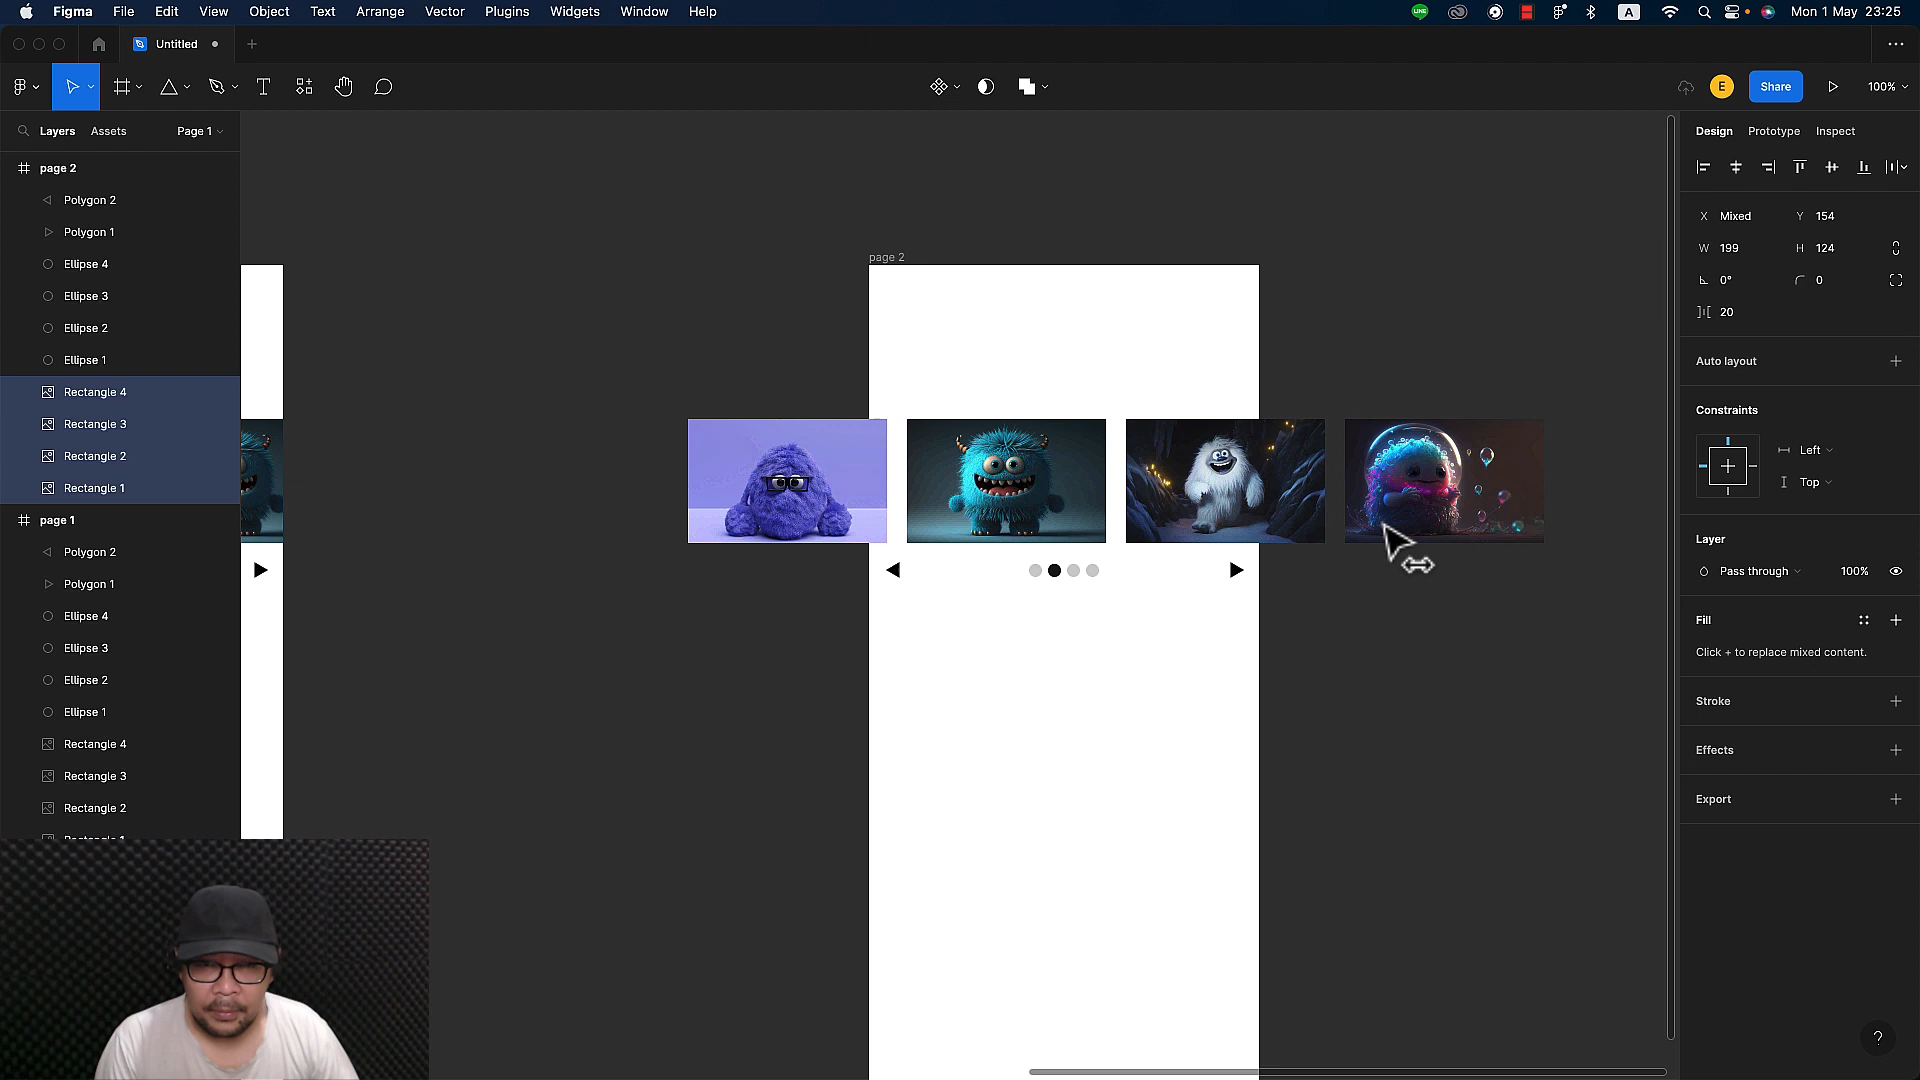 Figma File Edit View Object Text Arrange Vector Plugins Widgets Window Help
LINE A Mon 1 May 23:25
Untitled
E Share 100%
Layers Assets Page 1
Design Prototype Inspect
page 2
Polygon 2
Polygon 1
Ellipse 4
Ellipse 3
Ellipse 2
Ellipse 1
Rectangle 4
Rectangle 3
Rectangle 2
Rectangle 1
page 1
Polygon 2
Polygon 1
Ellipse 4
Ellipse 3
Ellipse 2
Ellipse 1
Rectangle 4
Rectangle 3
Rectangle 2
page 2
X Mixed Y 154
W 199 H 124
0° 0
20
Auto layout
Constraints
Left
Top
Layer
Pass through 100%
Fill
Click + to replace mixed content.
Stroke
Effects
Export
?